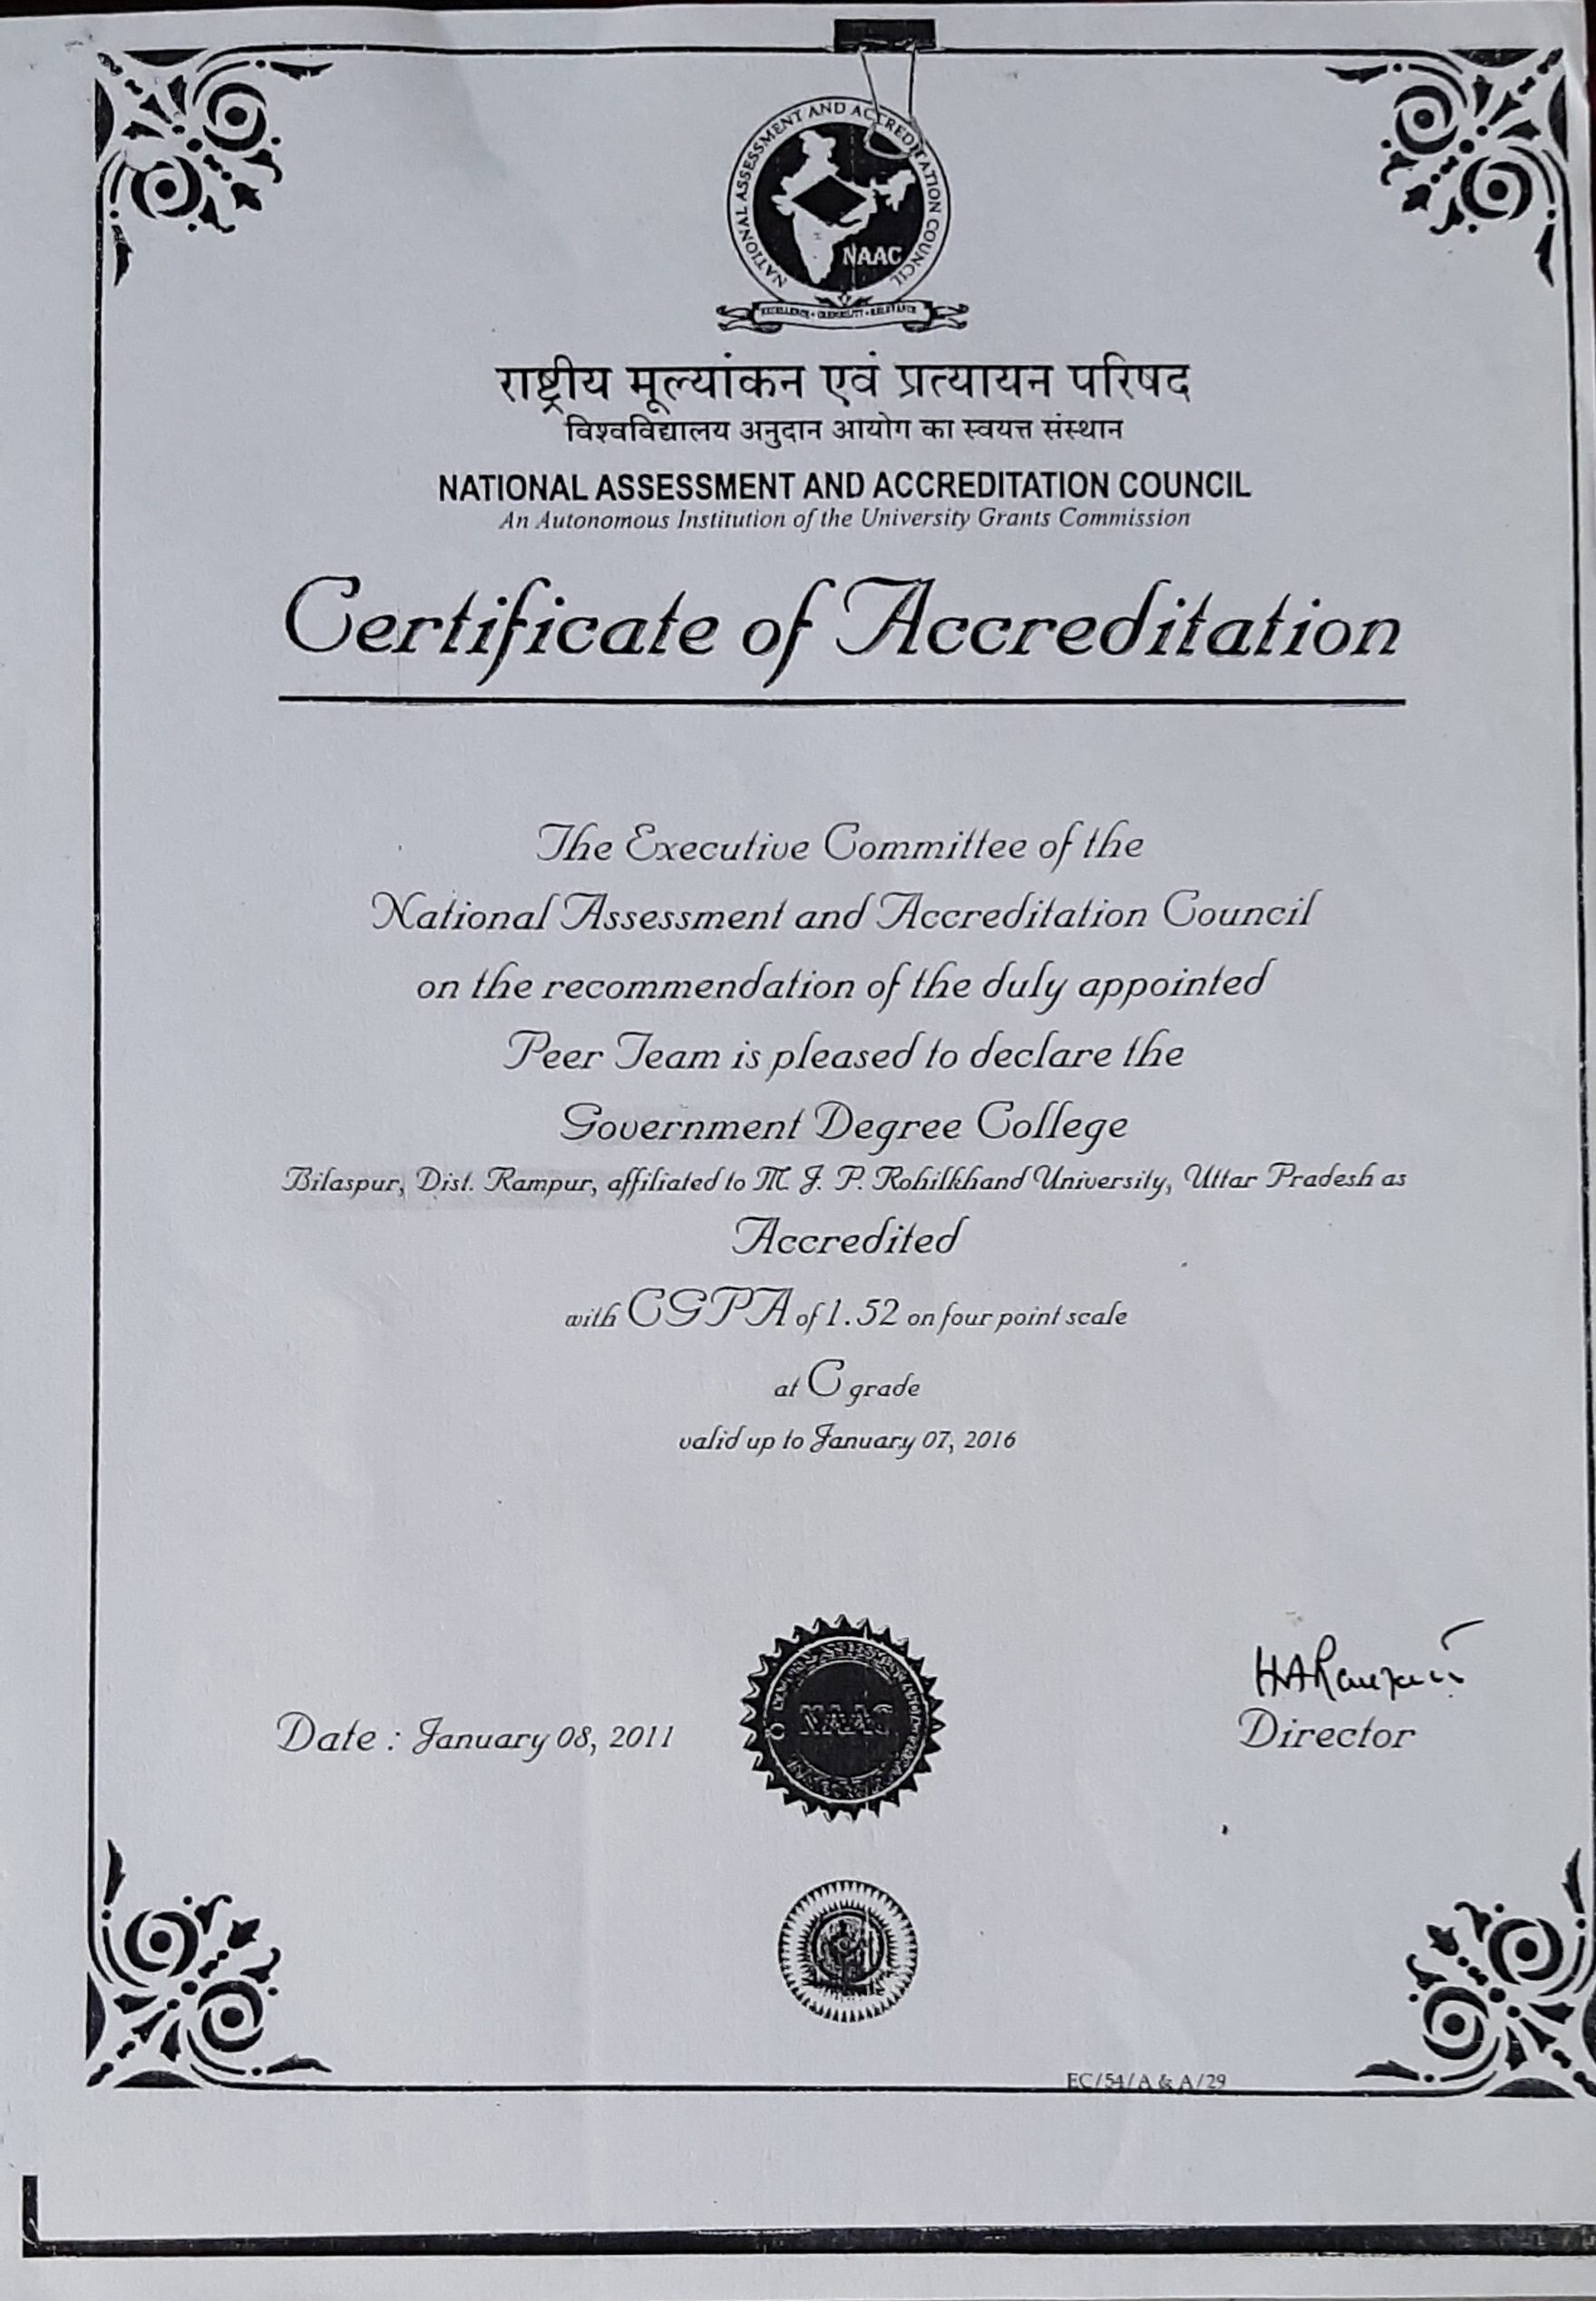 NATIONAL ASSESSMENT AND ACCREDITATION COUNCIL
NAAC
EXCELLENCE • CREDIBILITY • RELEVANCE
राष्ट्रीय मूल्यांकन एवं प्रत्यायन परिषद
विश्वविद्यालय अनुदान आयोग का स्वयत्त संस्थान
NATIONAL ASSESSMENT AND ACCREDITATION COUNCIL
An Autonomous Institution of the University Grants Commission
Certificate of Accreditation
The Executive Committee of the
National Assessment and Accreditation Council
on the recommendation of the duly appointed
Peer Team is pleased to declare the
Government Degree College
Bilaspur, Dist. Rampur, affiliated to M. J. P. Rohilkhand University, Uttar Pradesh as
Accredited
with CGPA of 1.52 on four point scale
at C grade
valid up to January 07, 2016
Date : January 08, 2011
NAAC
Director
EC/54/A & A/29